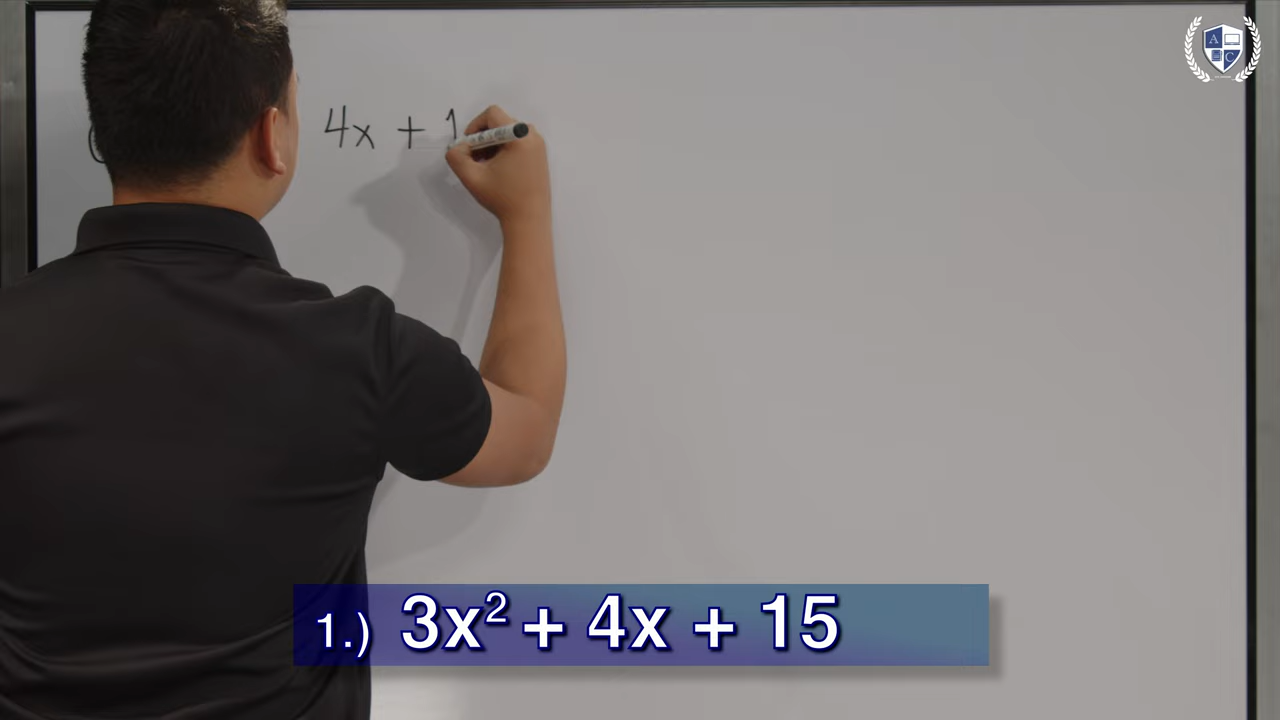 4x + 1
1.) 3x² + 4x + 15
A
C